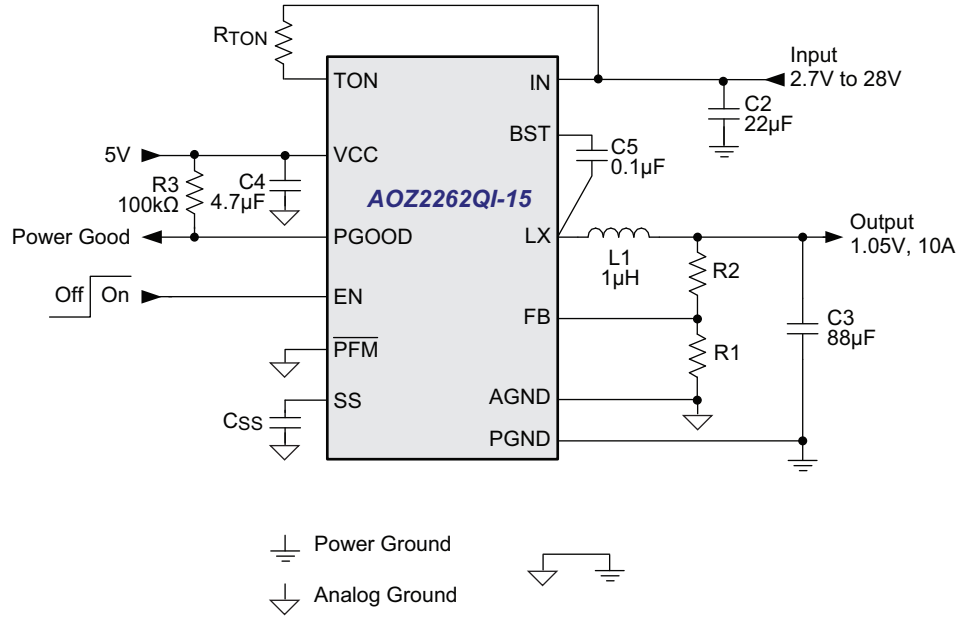 RTON
TON
IN
Input
2.7V to 28V
C2
22µF
BST
C5
0.1µF
5V
VCC
R3
100kΩ
C4
4.7µF
AOZ2262QI-15
Power Good
PGOOD
LX
L1
1µH
Output
1.05V, 10A
R2
Off
On
EN
FB
C3
88µF
R1
PFM
SS
CSS
AGND
PGND
Power Ground
Analog Ground